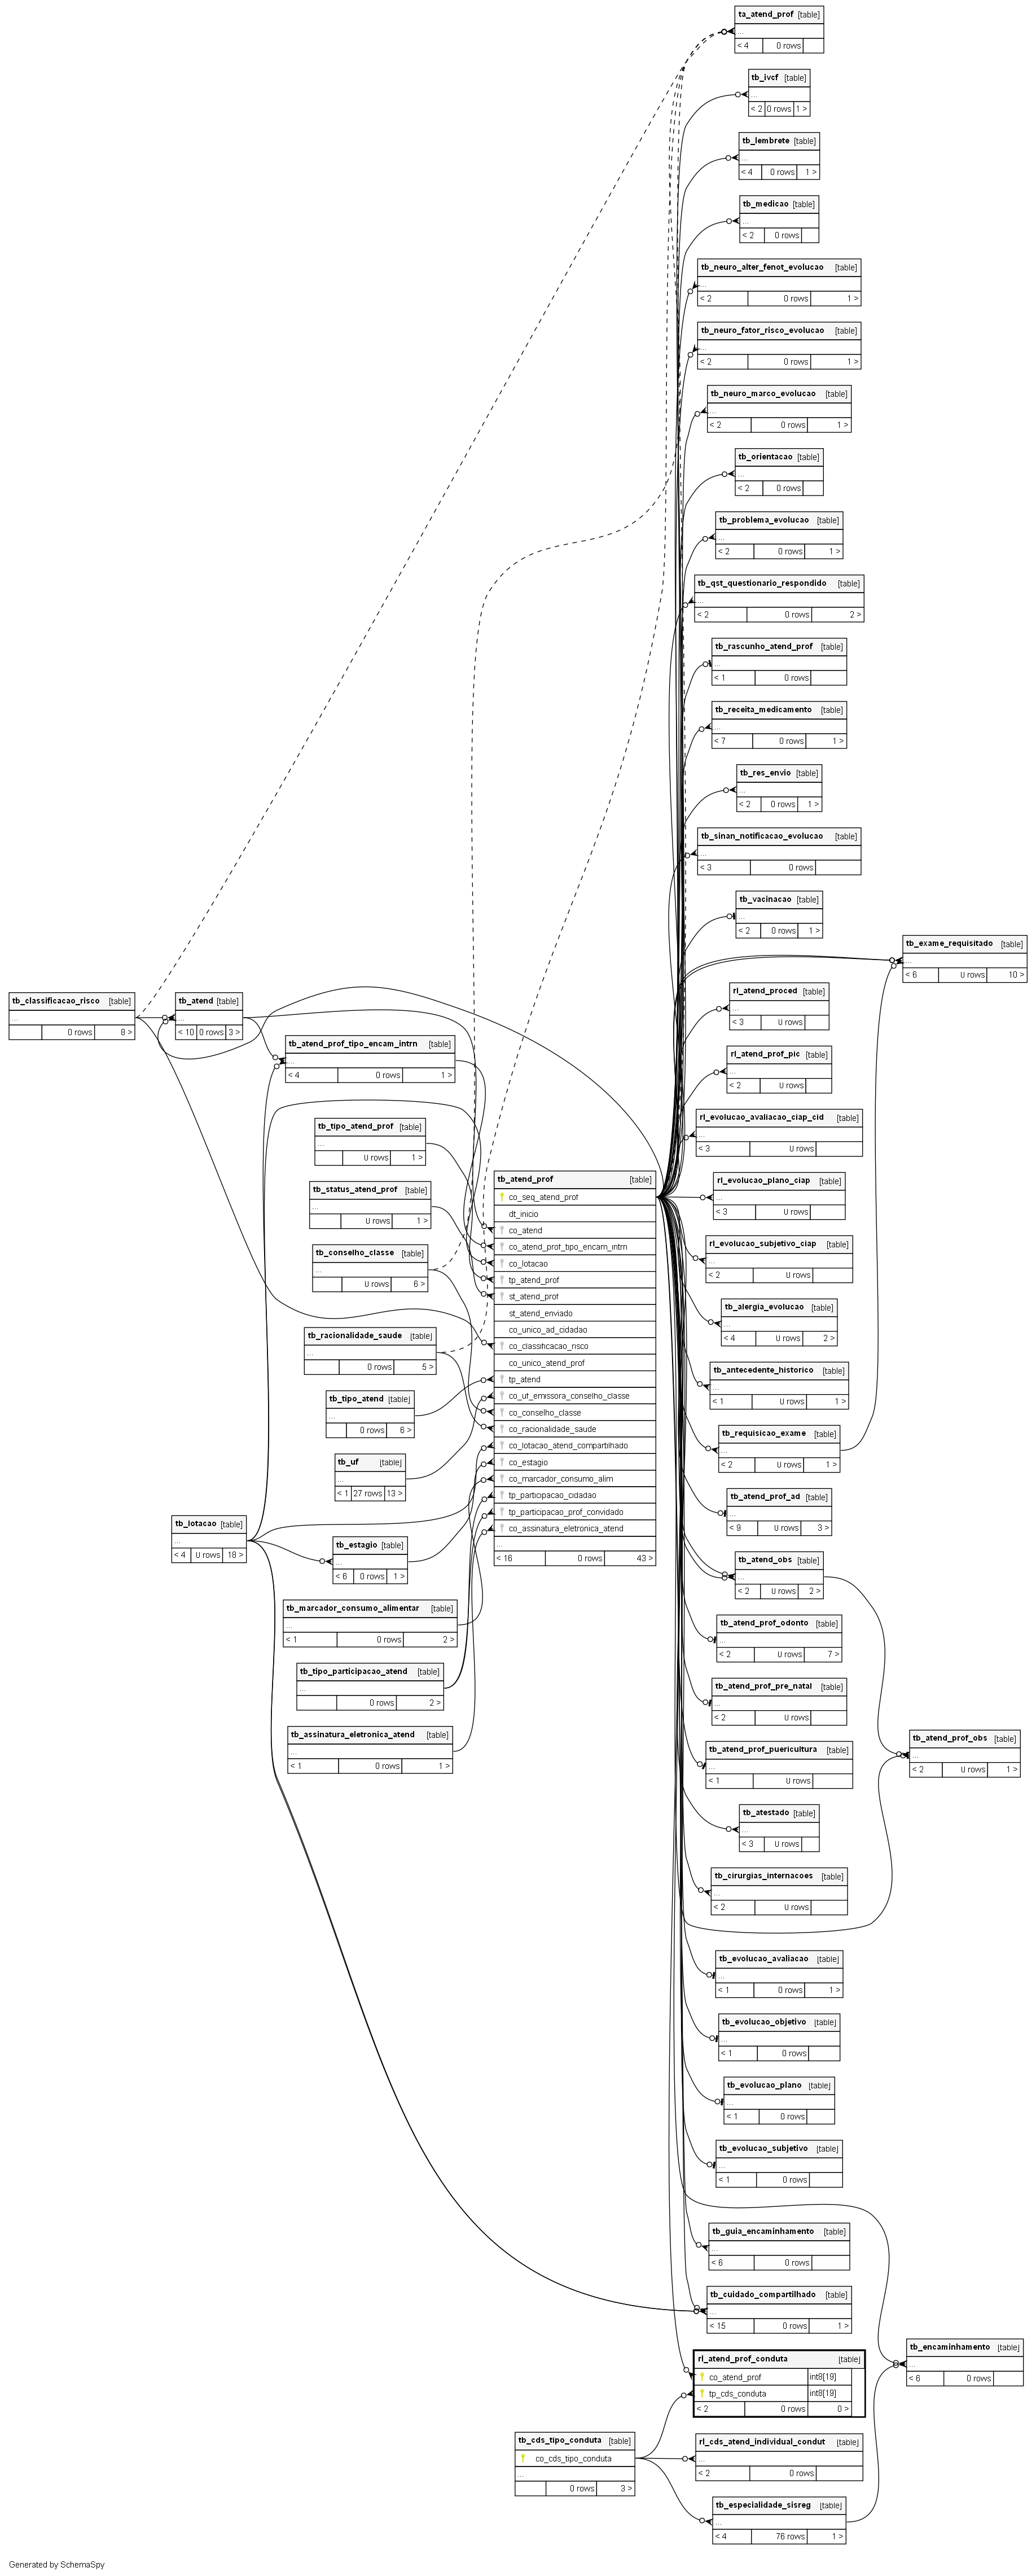 ta_atend_prof [table]
...
< 4 0 rows
tb_ivcf [table]
...
< 2 0 rows 1 >
tb_lembrete [table]
...
< 4 0 rows 1 >
tb_medicao [table]
...
< 2 0 rows
tb_neuro_alter_fenot_evolucao [table]
...
< 2 0 rows 1 >
tb_neuro_fator_risco_evolucao [table]
...
< 2 0 rows 1 >
tb_neuro_marco_evolucao [table]
...
< 2 0 rows 1 >
tb_orientacao [table]
...
< 2 0 rows
tb_problema_evolucao [table]
...
< 2 0 rows 1 >
tb_qst_questionario_respondido [table]
...
< 2 0 rows 2 >
tb_rascunho_atend_prof [table]
...
< 1 0 rows
tb_receita_medicamento [table]
...
< 7 0 rows 1 >
tb_res_envio [table]
...
< 2 0 rows 1 >
tb_sinan_notificacao_evolucao [table]
...
< 3 0 rows
tb_vacinacao [table]
...
< 2 0 rows 1 >
tb_exame_requisitado [table]
...
< 6 0 rows 10 >
tb_classificacao_risco [table]
...
0 rows 8 >
tb_atend [table]
...
< 10 0 rows 3 >
rl_atend_proced [table]
...
< 3 0 rows
tb_atend_prof_tipo_encam_intrn [table]
...
< 4 0 rows 1 >
rl_atend_prof_pic [table]
...
< 2 0 rows
tb_tipo_atend_prof [table]
...
0 rows 1 >
rl_evolucao_avaliacao_ciap_cid [table]
...
< 3 0 rows
tb_status_atend_prof [table]
...
0 rows 1 >
rl_evolucao_plano_ciap [table]
...
< 3 0 rows
tb_conselho_classe [table]
...
0 rows 6 >
rl_evolucao_subjetivo_ciap [table]
...
< 2 0 rows
tb_racionalidade_saude [table]
...
0 rows 5 >
tb_alergia_evolucao [table]
...
< 4 0 rows 2 >
tb_tipo_atend [table]
...
0 rows 6 >
tb_antecedente_historico [table]
...
< 1 0 rows 1 >
tb_uf [table]
...
< 1 27 rows 13 >
tb_requisicao_exame [table]
...
< 2 0 rows 1 >
tb_atend_prof [table]
co_seq_atend_prof
dt_inicio
co_atend
co_atend_prof_tipo_encam_intrn
co_lotacao
tp_atend_prof
st_atend_prof
st_atend_enviado
co_unico_ad_cidadao
co_classificacao_risco
co_unico_atend_prof
tp_atend
co_uf_emissora_conselho_classe
co_conselho_classe
co_racionalidade_saude
co_lotacao_atend_compartilhado
co_estagio
co_marcador_consumo_alim
tp_participacao_cidadao
tp_participacao_prof_convidado
co_assinatura_eletronica_atend
...
< 16 0 rows 43 >
tb_lotacao [table]
...
< 4 0 rows 18 >
tb_estagio [table]
...
< 6 0 rows 1 >
tb_marcador_consumo_alimentar [table]
...
< 1 0 rows 2 >
tb_tipo_participacao_atend [table]
...
0 rows 2 >
tb_assinatura_eletronica_atend [table]
...
< 1 0 rows 1 >
tb_atend_prof_ad [table]
...
< 9 0 rows 3 >
tb_atend_obs [table]
...
< 2 0 rows 2 >
tb_atend_prof_odonto [table]
...
< 2 0 rows 7 >
tb_atend_prof_pre_natal [table]
...
< 2 0 rows
tb_atend_prof_obs [table]
...
< 2 0 rows 1 >
tb_atend_prof_puericultura [table]
...
< 1 0 rows
tb_atestado [table]
...
< 3 0 rows
tb_cirurgias_internacoes [table]
...
< 2 0 rows
tb_evolucao_avaliacao [table]
...
< 1 0 rows 1 >
tb_evolucao_objetivo [table]
...
< 1 0 rows
tb_evolucao_plano [table]
...
< 1 0 rows
tb_evolucao_subjetivo [table]
...
< 1 0 rows
tb_guia_encaminhamento [table]
...
< 6 0 rows
tb_cuidado_compartilhado [table]
...
< 15 0 rows 1 >
tb_encaminhamento [table]
...
< 6 0 rows
rl_atend_prof_conduta [table]
co_atend_prof int8[19]
tp_cds_conduta int8[19]
< 2 0 rows 0 >
tb_cds_tipo_conduta [table]
co_cds_tipo_conduta
...
0 rows 3 >
rl_cds_atend_individual_condut [table]
...
< 2 0 rows
tb_especialidade_sisreg [table]
...
< 4 76 rows 1 >
Generated by SchemaSpy